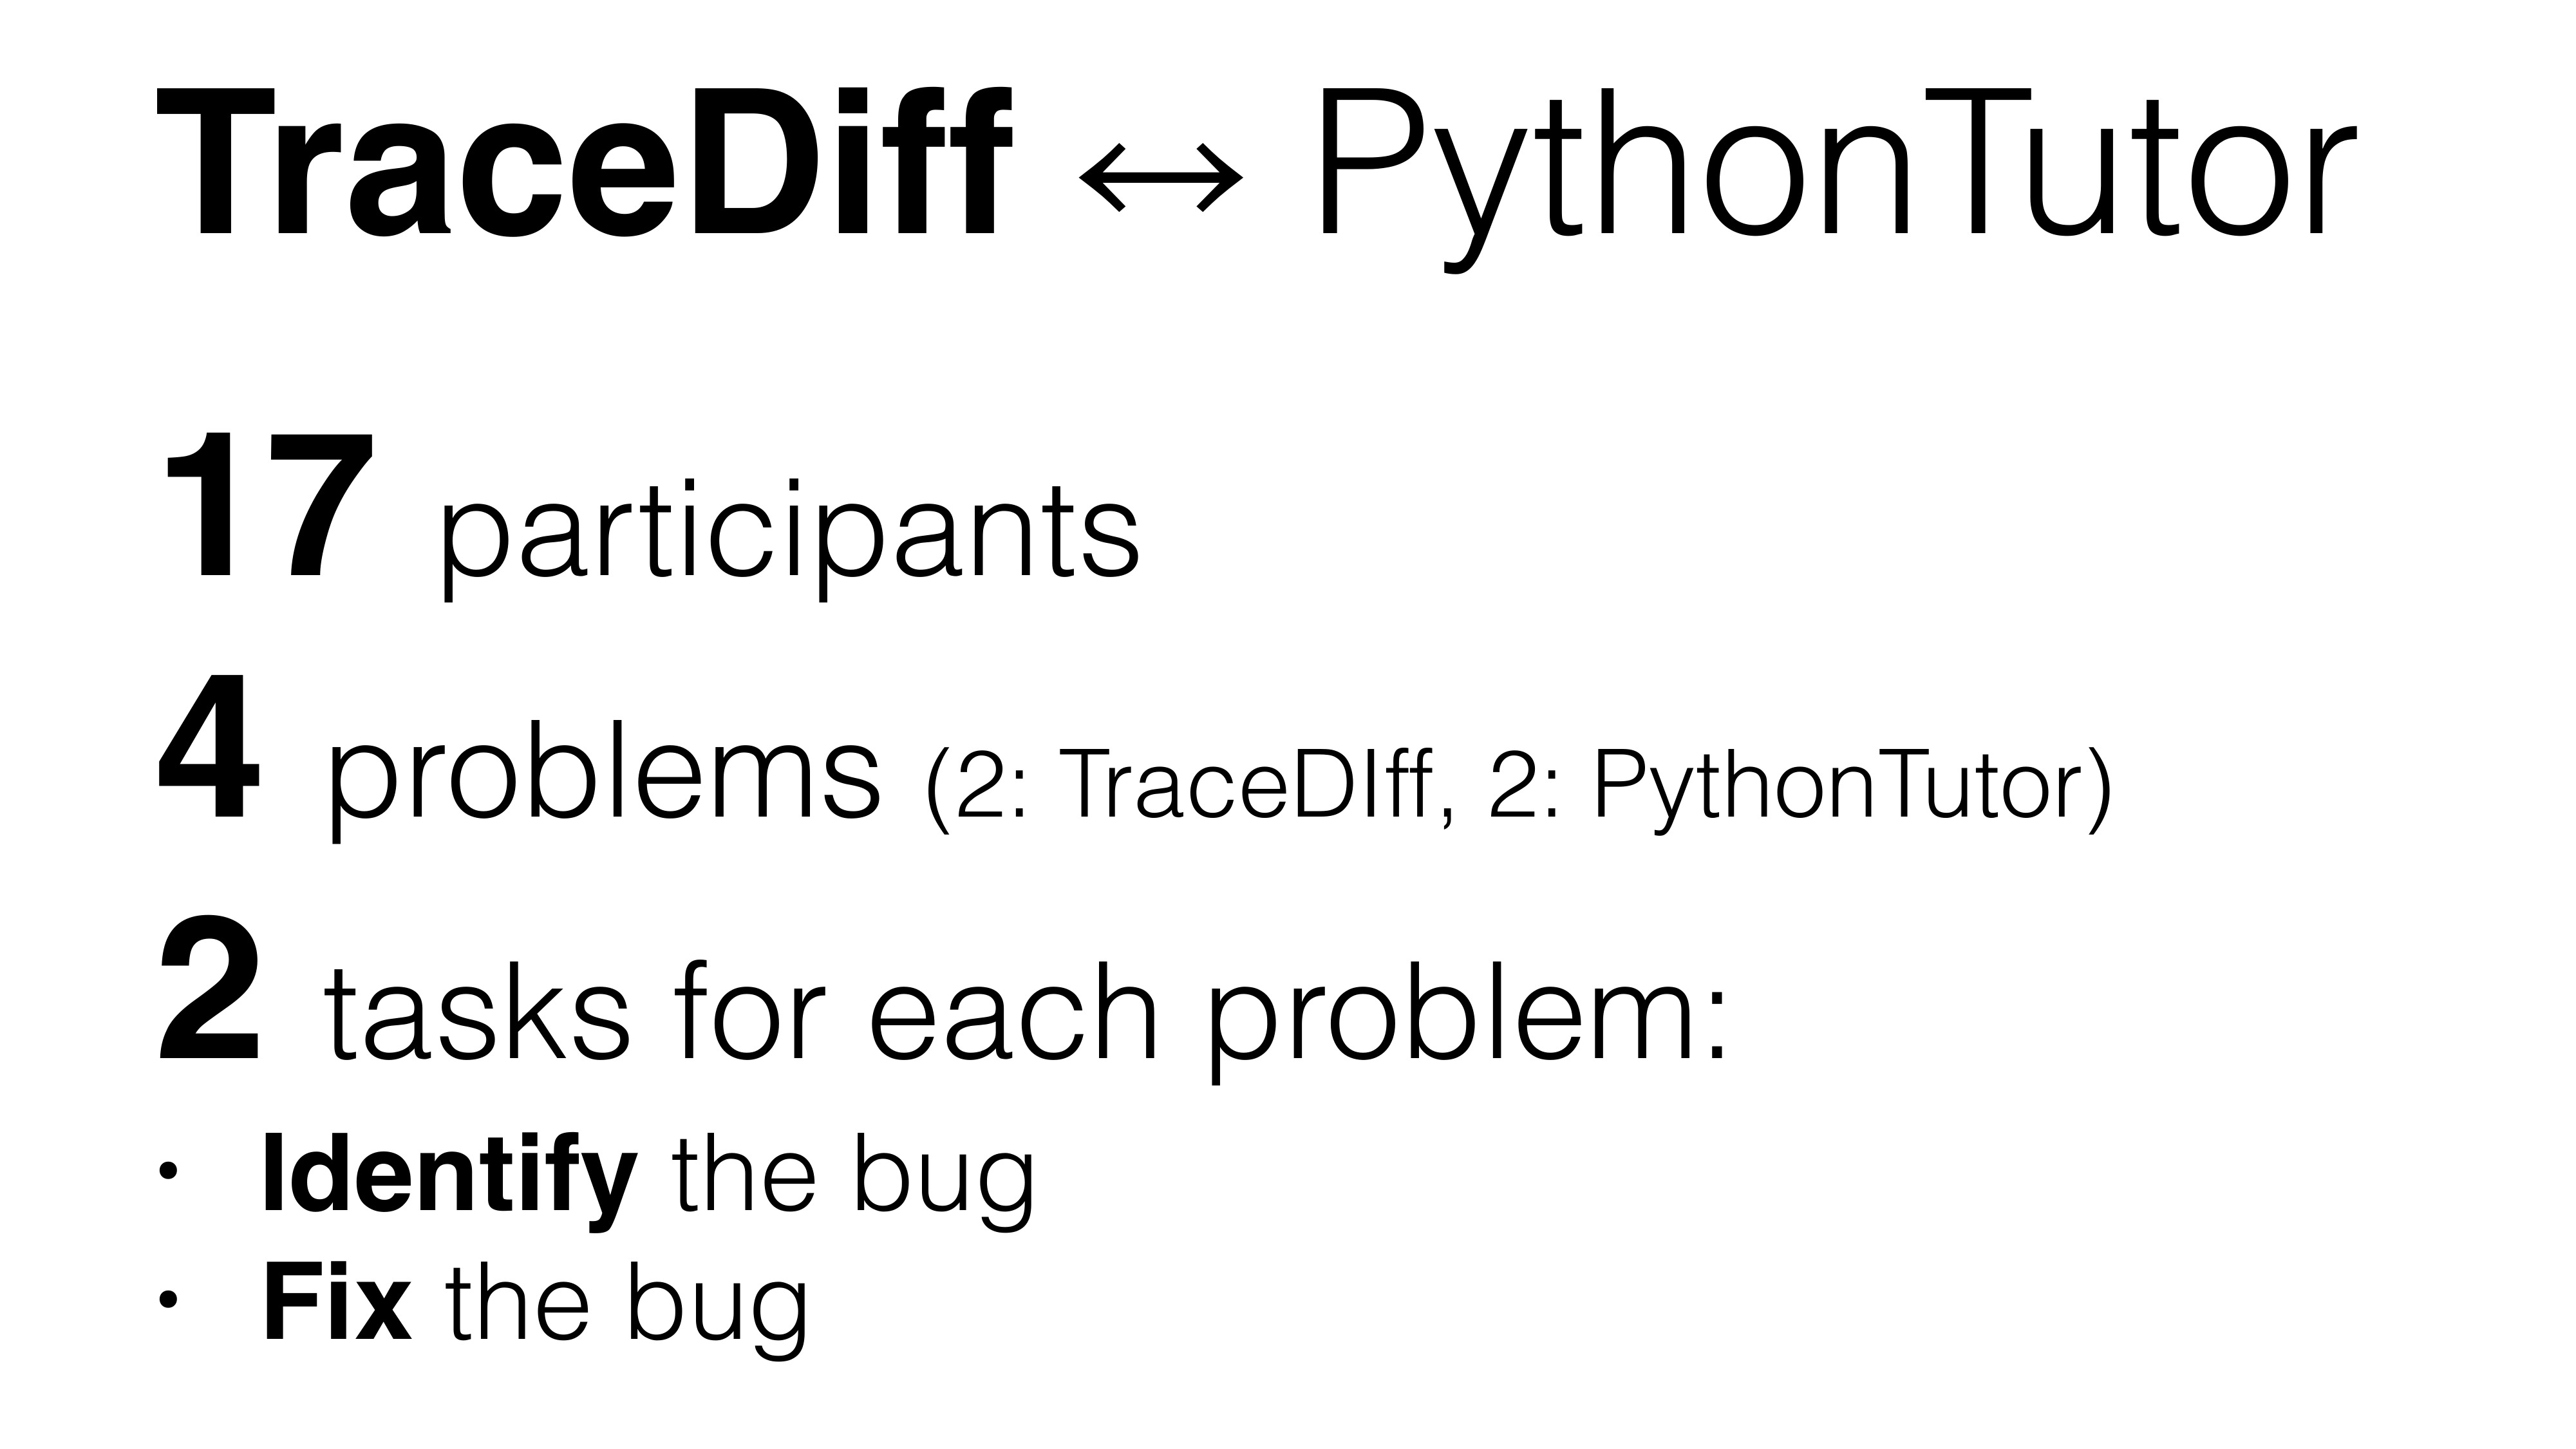 TraceDiff ↔ PythonTutor
17 participants
4 problems (2: TraceDIff, 2: PythonTutor)
2 tasks for each problem:
• Identify the bug
• Fix the bug